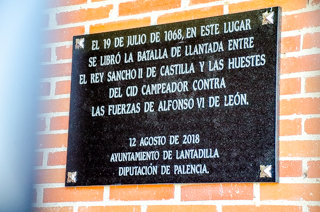 EL 19 DE JULIO DE 1068, EN ESTE LUGAR
SE LIBRÓ LA BATALLA DE LLANTADA ENTRE
EL REY SANCHO II DE CASTILLA Y LAS HUESTES
DEL CID CAMPEADOR CONTRA
LAS FUERZAS DE ALFONSO VI DE LEÓN.
12 AGOSTO DE 2018
AYUNTAMIENTO DE LANTADILLA
DIPUTACIÓN DE PALENCIA.